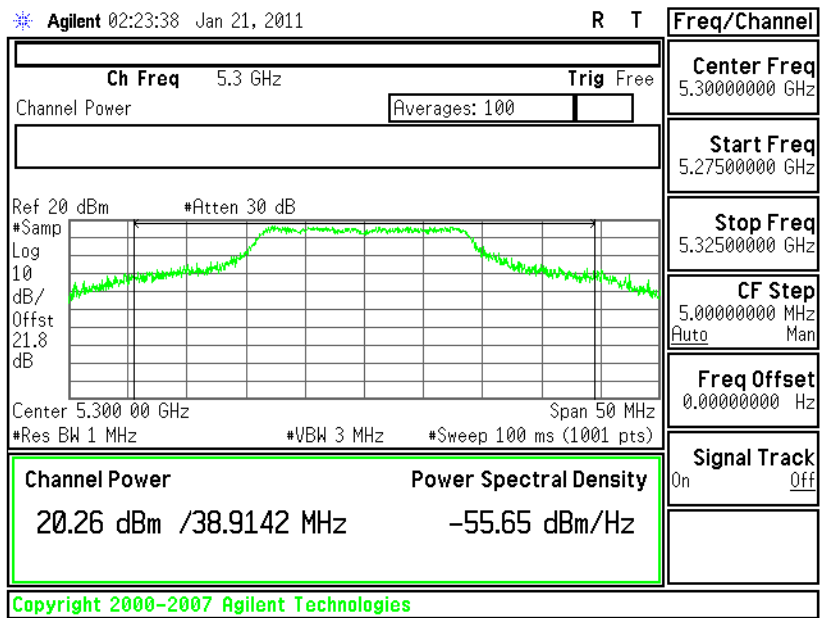 Agilent 02:23:38 Jan 21, 2011 R T
Freq/Channel
Ch Freq 5.3 GHz Trig Free
Channel Power Averages: 100
Ref 20 dBm #Atten 30 dB
#Samp
Log
10
dB/
Offst
21.8
dB
Center 5.300 00 GHz Span 50 MHz
#Res BW 1 MHz #VBW 3 MHz #Sweep 100 ms (1001 pts)
Channel Power Power Spectral Density
20.26 dBm /38.9142 MHz -55.65 dBm/Hz
Center Freq
5.30000000 GHz
Start Freq
5.27500000 GHz
Stop Freq
5.32500000 GHz
CF Step
5.00000000 MHz
Auto Man
Freq Offset
0.00000000 Hz
Signal Track
On Off
Copyright 2000-2007 Agilent Technologies